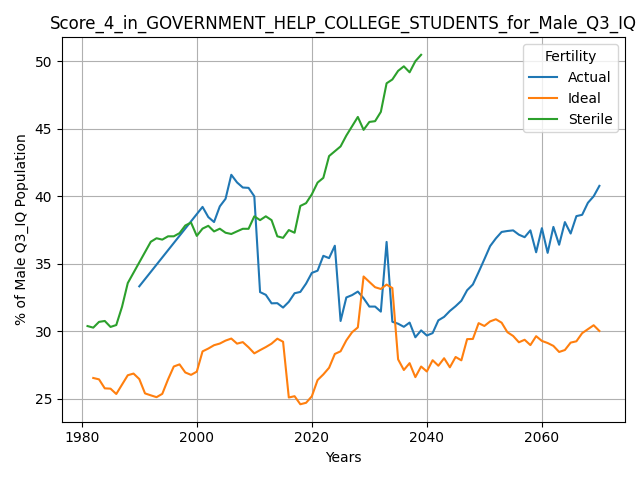 Score_4_in_GOVERNMENT_HELP_COLLEGE_STUDENTS_for_Male_Q3_IQ
Fertility
Actual
Ideal
Sterile
% of Male Q3_IQ Population
50
45
40
35
30
25
1980
2000
2020
2040
2060
Years